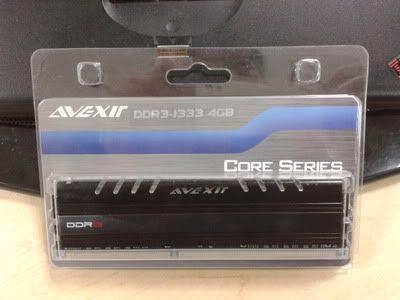 AVEXIR DDR3-1333 4GB
CORE SERIES
AVEXIR
DDR3